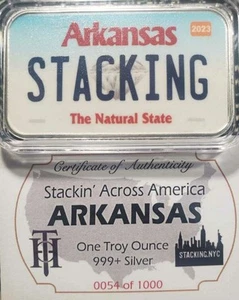 Arkansas
2023
STACKING
The Natural State
Certificate of Authenticity
Stackin' Across America
ARKANSAS
One Troy Ounce
999+ Silver
STACKING.NYC
0054 of 1000